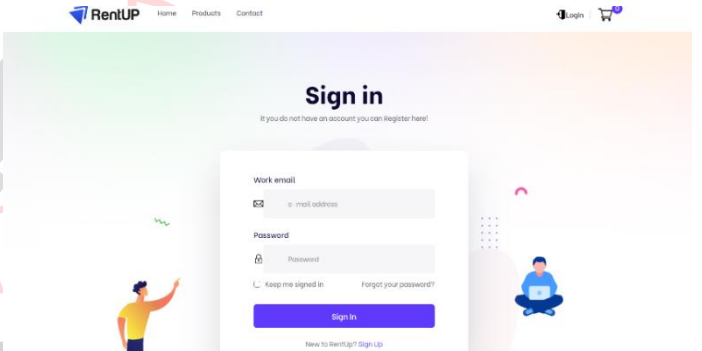 RentUP Home Products Contact Login 0
Sign in
If you do not have an account you can Register here!
Work email
e-mail address
Password
Password
Keep me signed in Forgot your password?
Sign In
New to RentUp? Sign Up